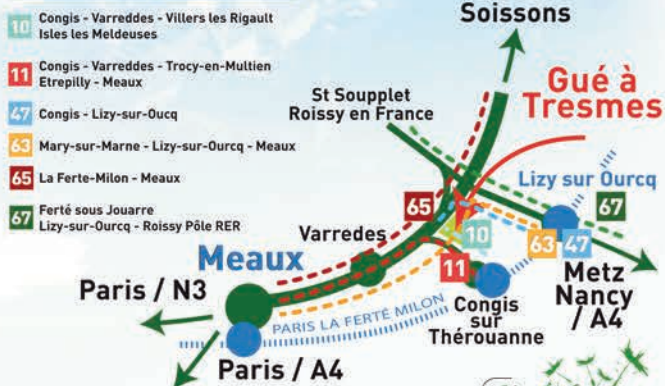 10 Congis - Varreddes - Villers les Rigault
Isles les Meldeuses
11 Congis - Varreddes - Trocy-en-Multien
Etrepilly - Meaux
47 Congis - Lizy-sur-Oucq
63 Mary-sur-Marne - Lizy-sur-Ourcq - Meaux
65 La Ferte-Milon - Meaux
67 Ferté sous Jouarre
Lizy-sur-Ourcq - Roissy Pôle RER
Soissons
Gué à
Tresmes
St Soupplet
Roissy en France
Lizy sur Ourcq
65
67
10
63 47
11
Varredes
Meaux
Metz
Nancy
/ A4
Paris / N3
Congis
sur
Thérouanne
PARIS LA FERTÉ MILON
Paris / A4